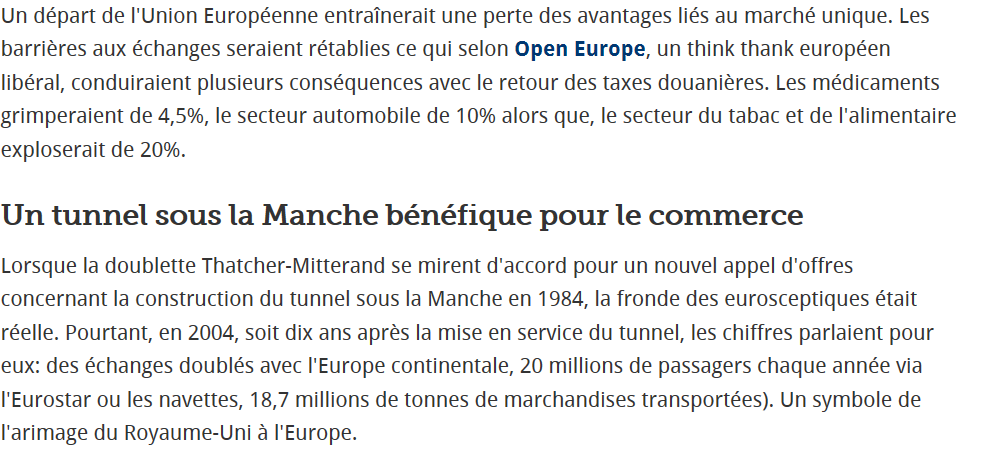 Un départ de l'Union Européenne entraînerait une perte des avantages liés au marché unique. Les
barrières aux échanges seraient rétablies ce qui selon Open Europe, un think thank européen
libéral, conduiraient plusieurs conséquences avec le retour des taxes douanières. Les médicaments
grimperaient de 4,5%, le secteur automobile de 10% alors que, le secteur du tabac et de l'alimentaire
exploserait de 20%.
Un tunnel sous la Manche bénéfique pour le commerce
Lorsque la doublette Thatcher-Mitterand se mirent d'accord pour un nouvel appel d'offres
concernant la construction du tunnel sous la Manche en 1984, la fronde des eurosceptiques était
réelle. Pourtant, en 2004, soit dix ans après la mise en service du tunnel, les chiffres parlaient pour
eux: des échanges doublés avec l'Europe continentale, 20 millions de passagers chaque année via
l'Eurostar ou les navettes, 18,7 millions de tonnes de marchandises transportées). Un symbole de
l'arimage du Royaume-Uni à l'Europe.